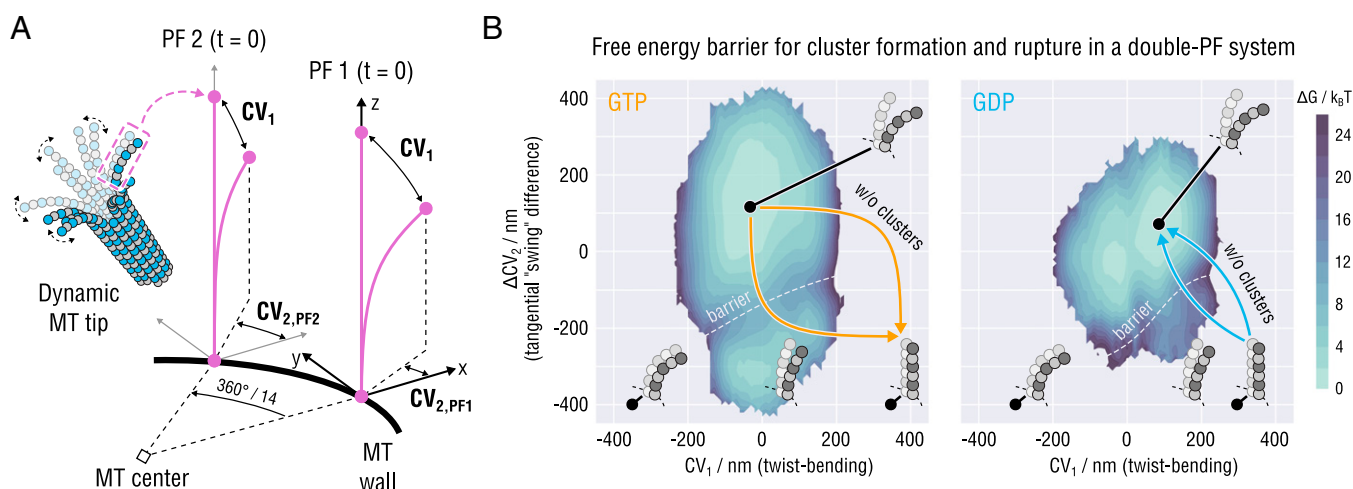 A
PF 2 (t = 0)
PF 1 (t = 0)
z
CV1
CV1
Dynamic
MT tip
CV2,PF2
y
x
CV2,PF1
360° / 14
MT center
MT
wall
B
Free energy barrier for cluster formation and rupture in a double-PF system
ΔCV2 / nm
(tangential "swing" difference)
400
200
0
-200
-400
GTP
w/o clusters
barrier
-400 -200 0 200 400
CV1 / nm (twist-bending)
GDP
w/o clusters
barrier
-400 -200 0 200 400
CV1 / nm (twist-bending)
ΔG / kBT
24
20
16
12
8
4
0